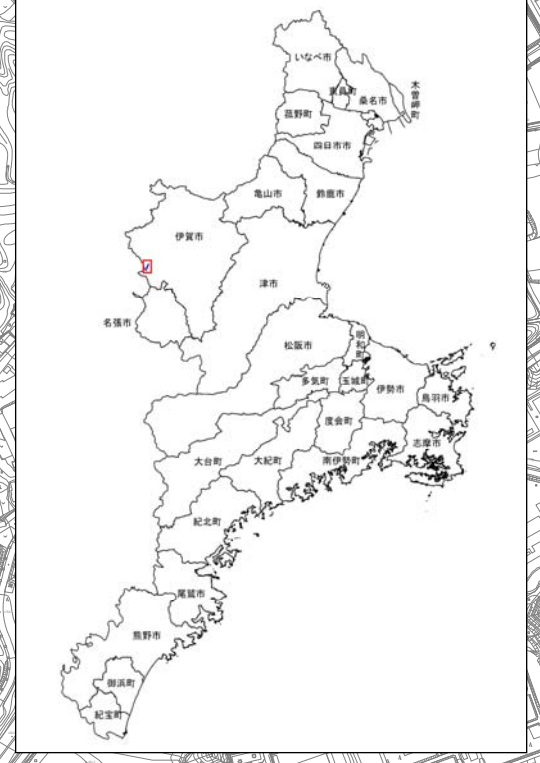 いなべ市
東員町
桑名市
木曽岬町
菰野町
四日市市
亀山市
鈴鹿市
伊賀市
津市
名張市
松阪市
明和町
多気町
玉城町
伊勢市
鳥羽市
度会町
志摩市
大台町
大紀町
南伊勢町
紀北町
尾鷲市
熊野市
御浜町
紀宝町